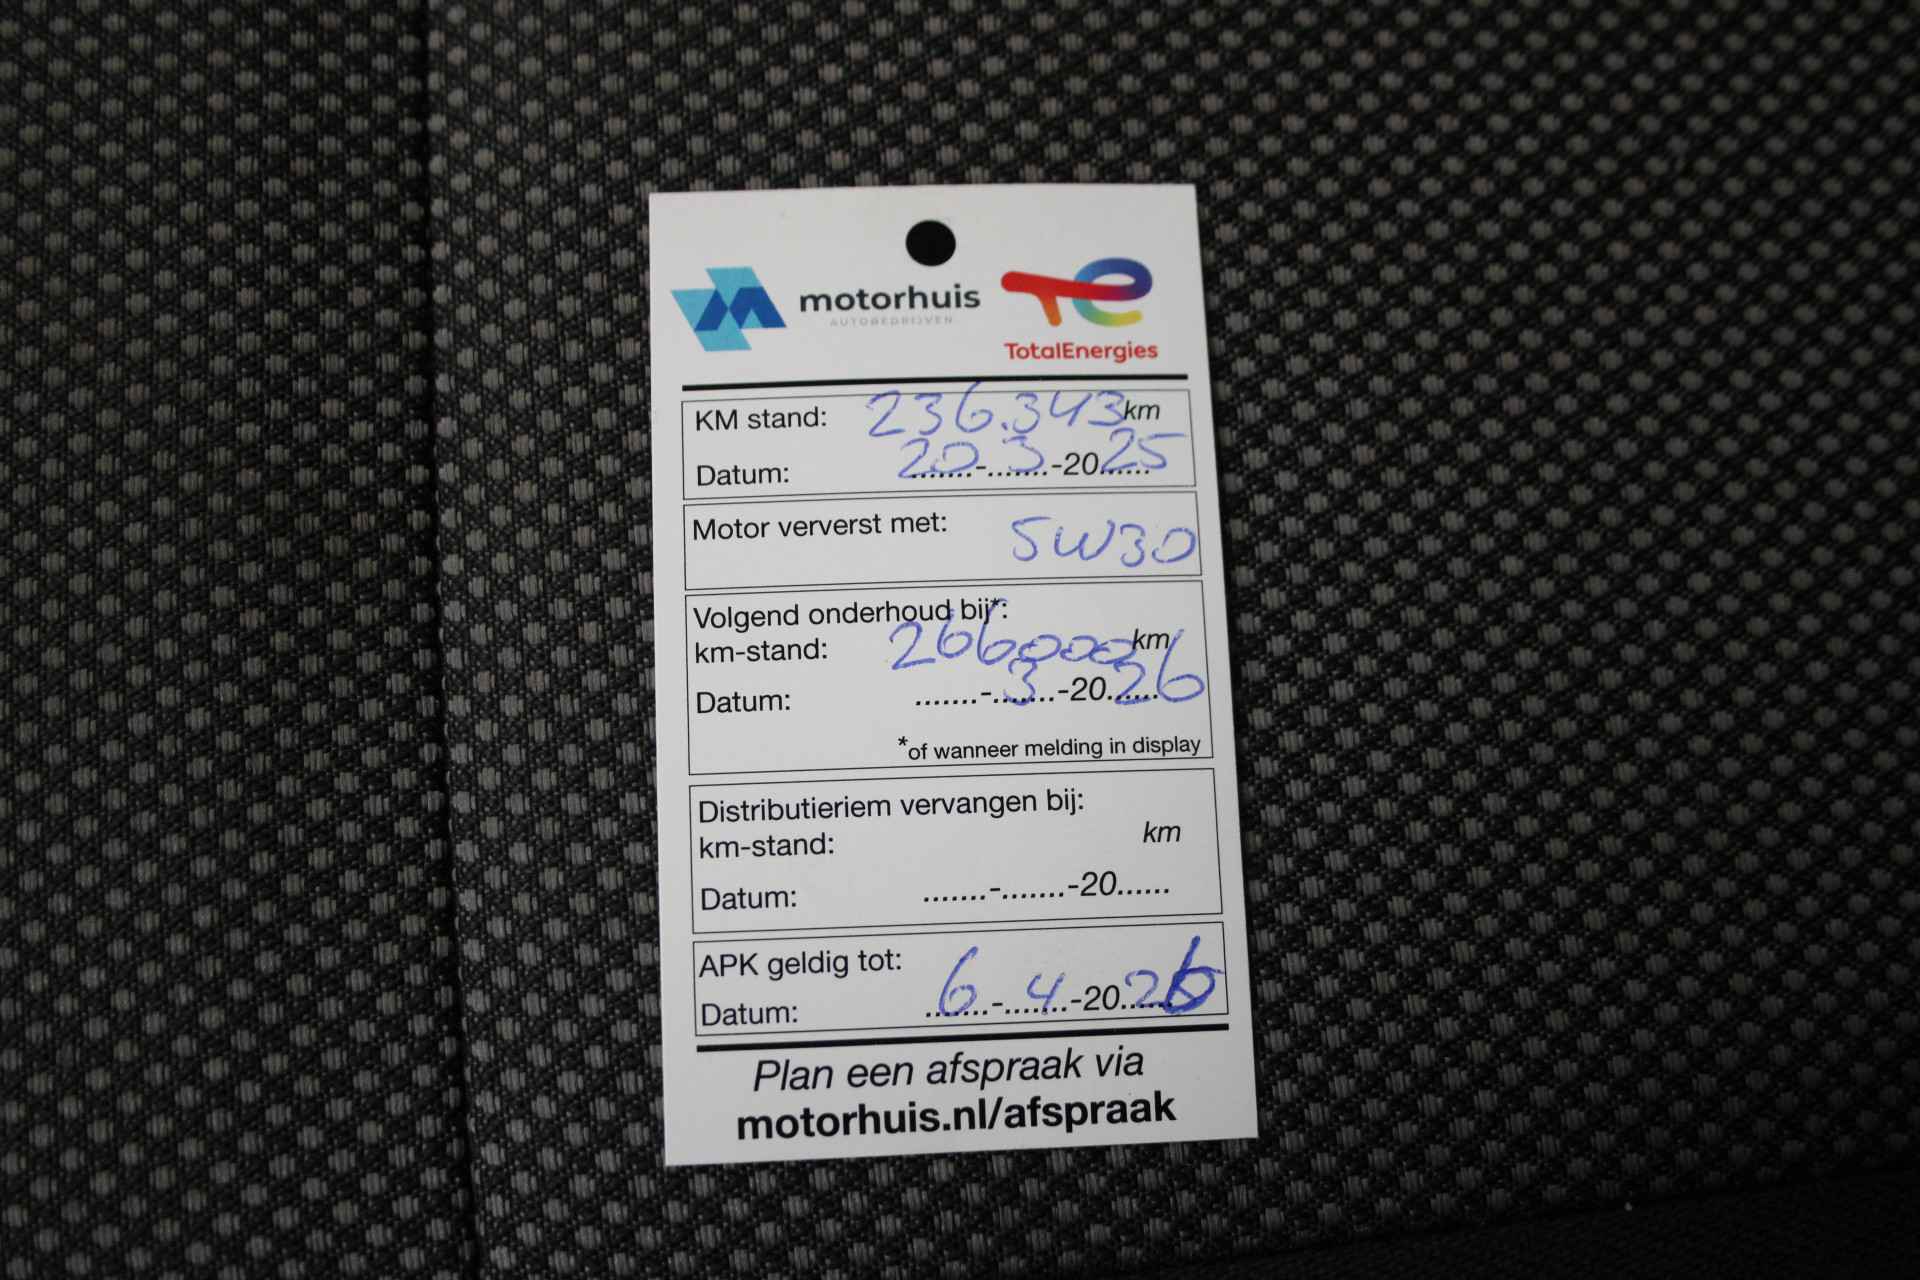 motorhuis
AUTOBEDRIJVEN
TotalEnergies
KM stand: 236.343 km
Datum: 20-3-2025
Motor ververst met: 5W30
Volgend onderhoud bij*:
km-stand: 266.000 km
Datum: .......-3-2026
*of wanneer melding in display
Distributieriem vervangen bij:
km-stand: km
Datum: .......-.......-20......
APK geldig tot:
Datum: 6-4-2026
Plan een afspraak via
motorhuis.nl/afspraak